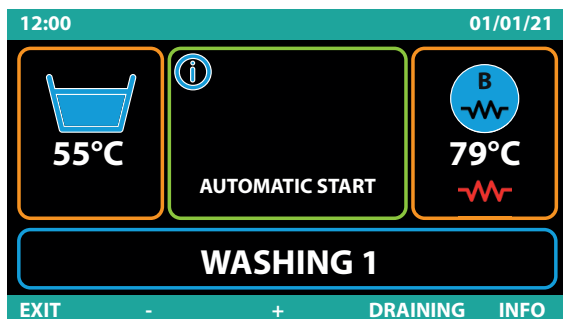 12:00 01/01/21
B
55°C 79°C
AUTOMATIC START
WASHING 1
EXIT - + DRAINING INFO